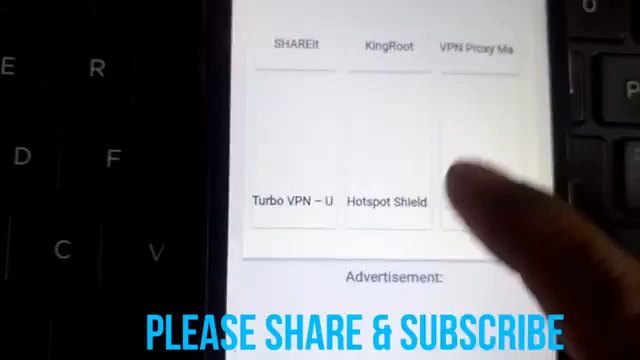 O
SHAREit KingRoot VPN Proxy Ma
E R
P
D F
Turbo VPN – U Hotspot Shield
C V
Advertisement:
PLEASE SHARE & SUBSCRIBE